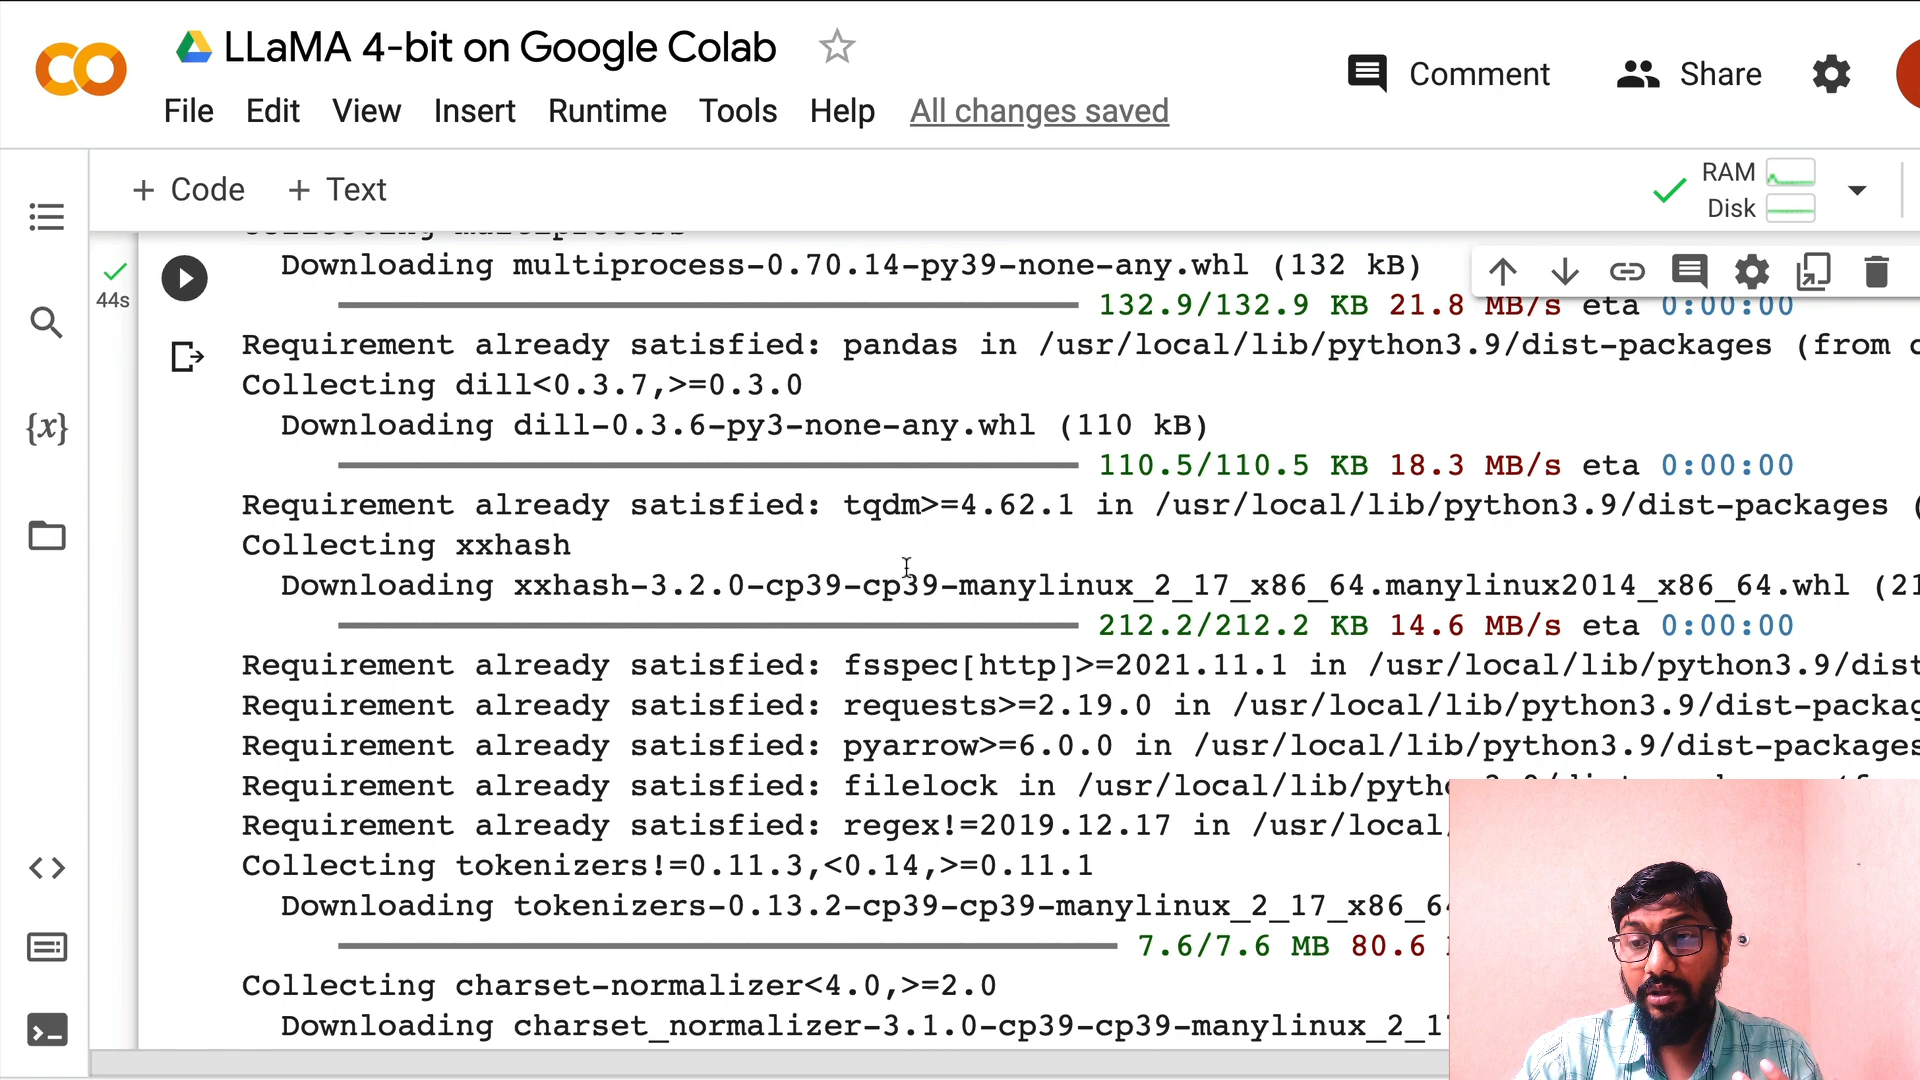 LLaMA 4-bit on Google Colab
Comment
Share
File Edit View Insert Runtime Tools Help All changes saved
+ Code + Text
RAM
Disk
Collecting multiprocess
Downloading multiprocess-0.70.14-py39-none-any.whl (132 kB)
44s
132.9/132.9 KB 21.8 MB/s eta 0:00:00
Requirement already satisfied: pandas in /usr/local/lib/python3.9/dist-packages (from
Collecting dill<0.3.7,>=0.3.0
Downloading dill-0.3.6-py3-none-any.whl (110 kB)
{x}
110.5/110.5 KB 18.3 MB/s eta 0:00:00
Requirement already satisfied: tqdm>=4.62.1 in /usr/local/lib/python3.9/dist-packages (
Collecting xxhash
Downloading xxhash-3.2.0-cp39-cp39-manylinux_2_17_x86_64.manylinux2014_x86_64.whl (21
212.2/212.2 KB 14.6 MB/s eta 0:00:00
Requirement already satisfied: fsspec[http]>=2021.11.1 in /usr/local/lib/python3.9/dist
Requirement already satisfied: requests>=2.19.0 in /usr/local/lib/python3.9/dist-packag
Requirement already satisfied: pyarrow>=6.0.0 in /usr/local/lib/python3.9/dist-packages
Requirement already satisfied: filelock in /usr/local/lib/pytho
Requirement already satisfied: regex!=2019.12.17 in /usr/local
Collecting tokenizers!=0.11.3,<0.14,>=0.11.1
Downloading tokenizers-0.13.2-cp39-cp39-manylinux_2_17_x86_64
7.6/7.6 MB 80.6
Collecting charset-normalizer<4.0,>=2.0
Downloading charset_normalizer-3.1.0-cp39-cp39-manylinux_2_17